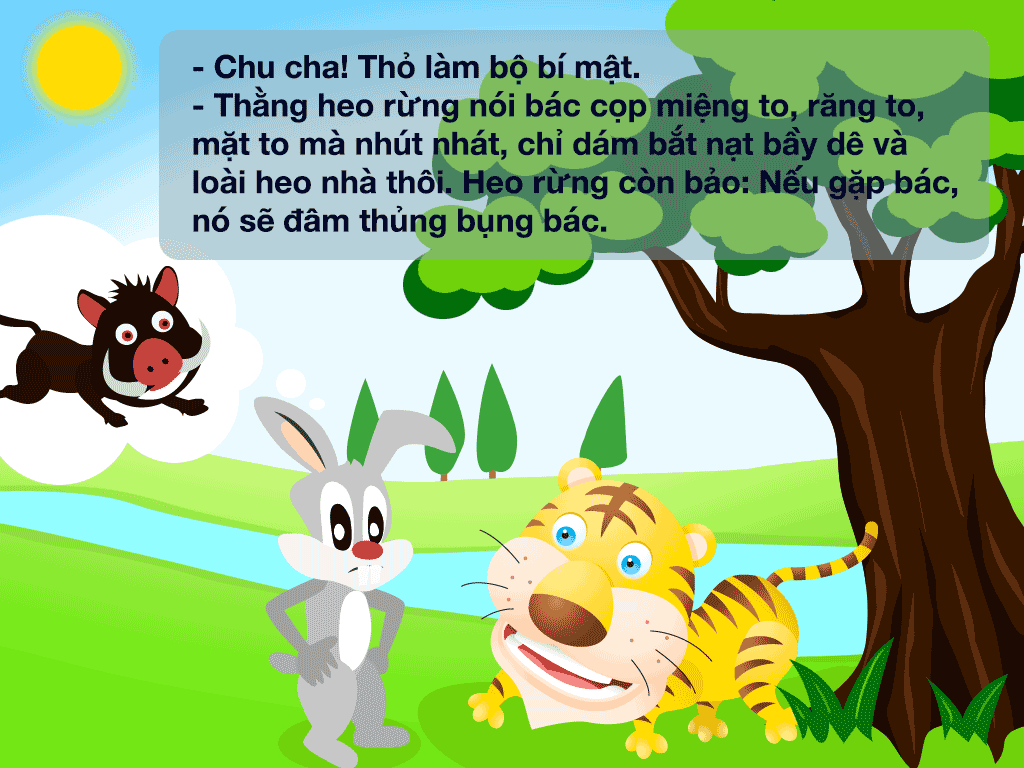 - Chu cha! Thỏ làm bộ bí mật.
- Thằng heo rừng nói bác cọp miệng to, răng to,
mặt to mà nhút nhát, chỉ dám bắt nạt bầy dê và
loài heo nhà thôi. Heo rừng còn bảo: Nếu gặp bác,
nó sẽ đâm thủng bụng bác.